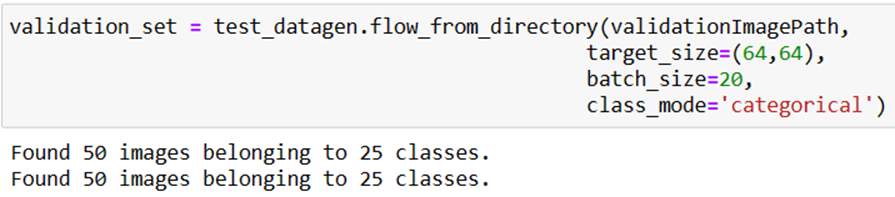 validation_set = test_datagen.flow_from_directory(validationImagePath,
target_size=(64,64),
batch_size=20,
class_mode='categorical')
Found 50 images belonging to 25 classes.
Found 50 images belonging to 25 classes.